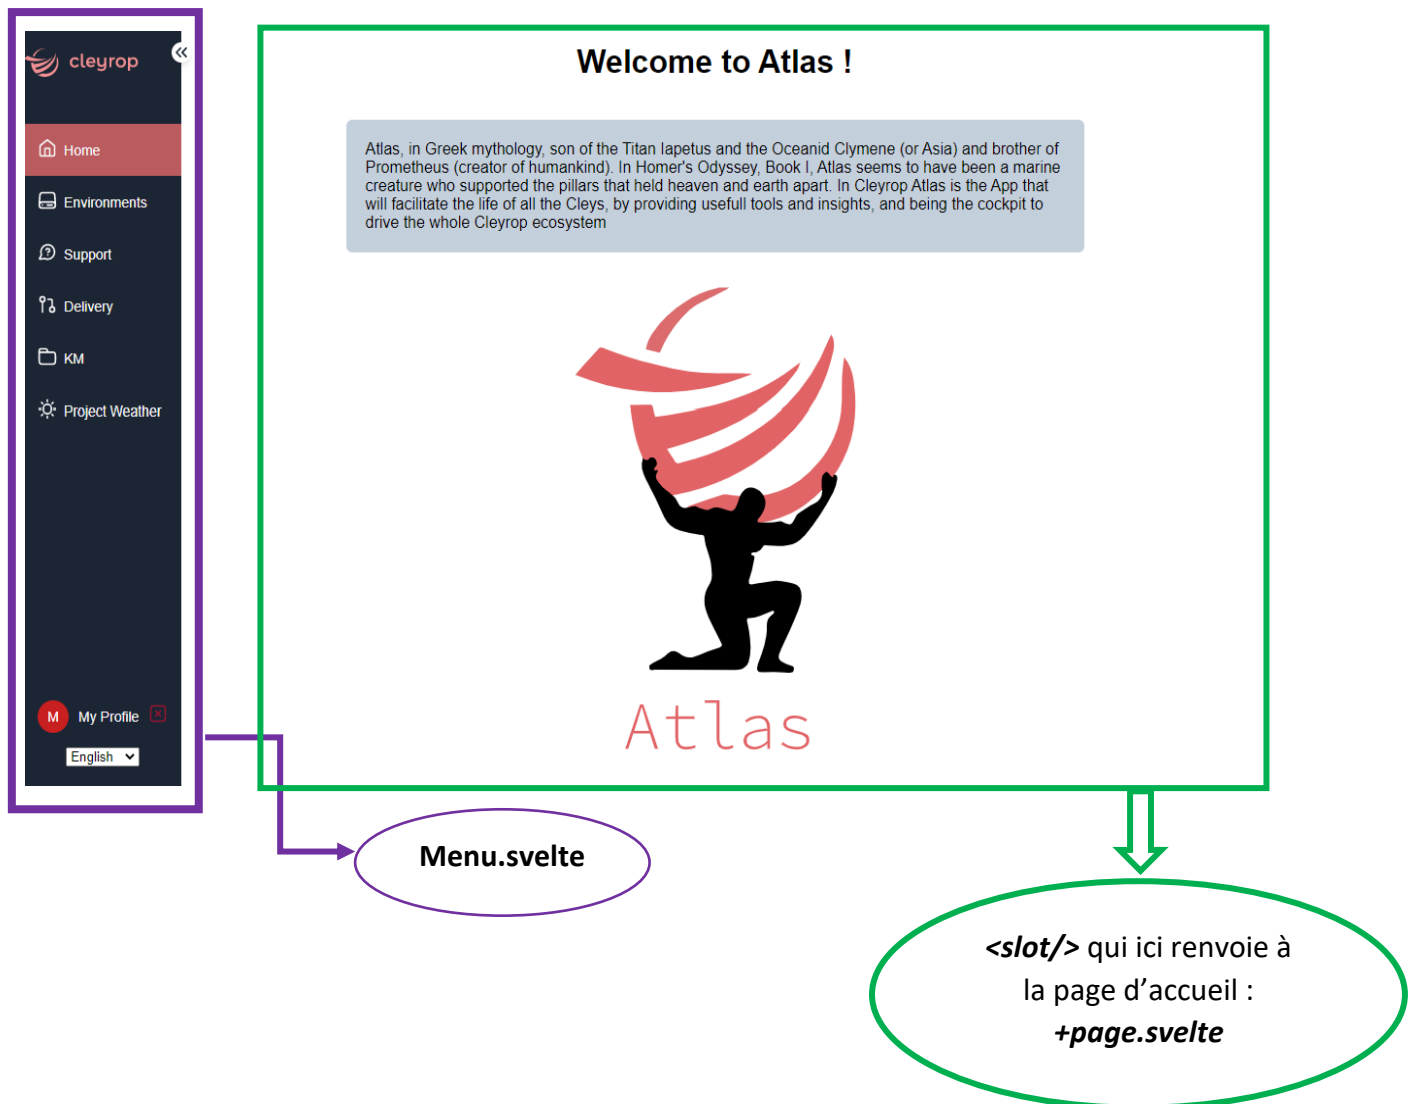 cleyrop
Home
Environments
Support
Delivery
KM
Project Weather
M My Profile
English
Welcome to Atlas !
Atlas, in Greek mythology, son of the Titan Iapetus and the Oceanid Clymene (or Asia) and brother of
Prometheus (creator of humankind). In Homer's Odyssey, Book I, Atlas seems to have been a marine
creature who supported the pillars that held heaven and earth apart. In Cleyrop Atlas is the App that
will facilitate the life of all the Cleys, by providing usefull tools and insights, and being the cockpit to
drive the whole Cleyrop ecosystem
Atlas
Menu.svelte
<slot/> qui ici renvoie à
la page d’accueil :
+page.svelte